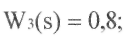 W₃(s) = 0,8;